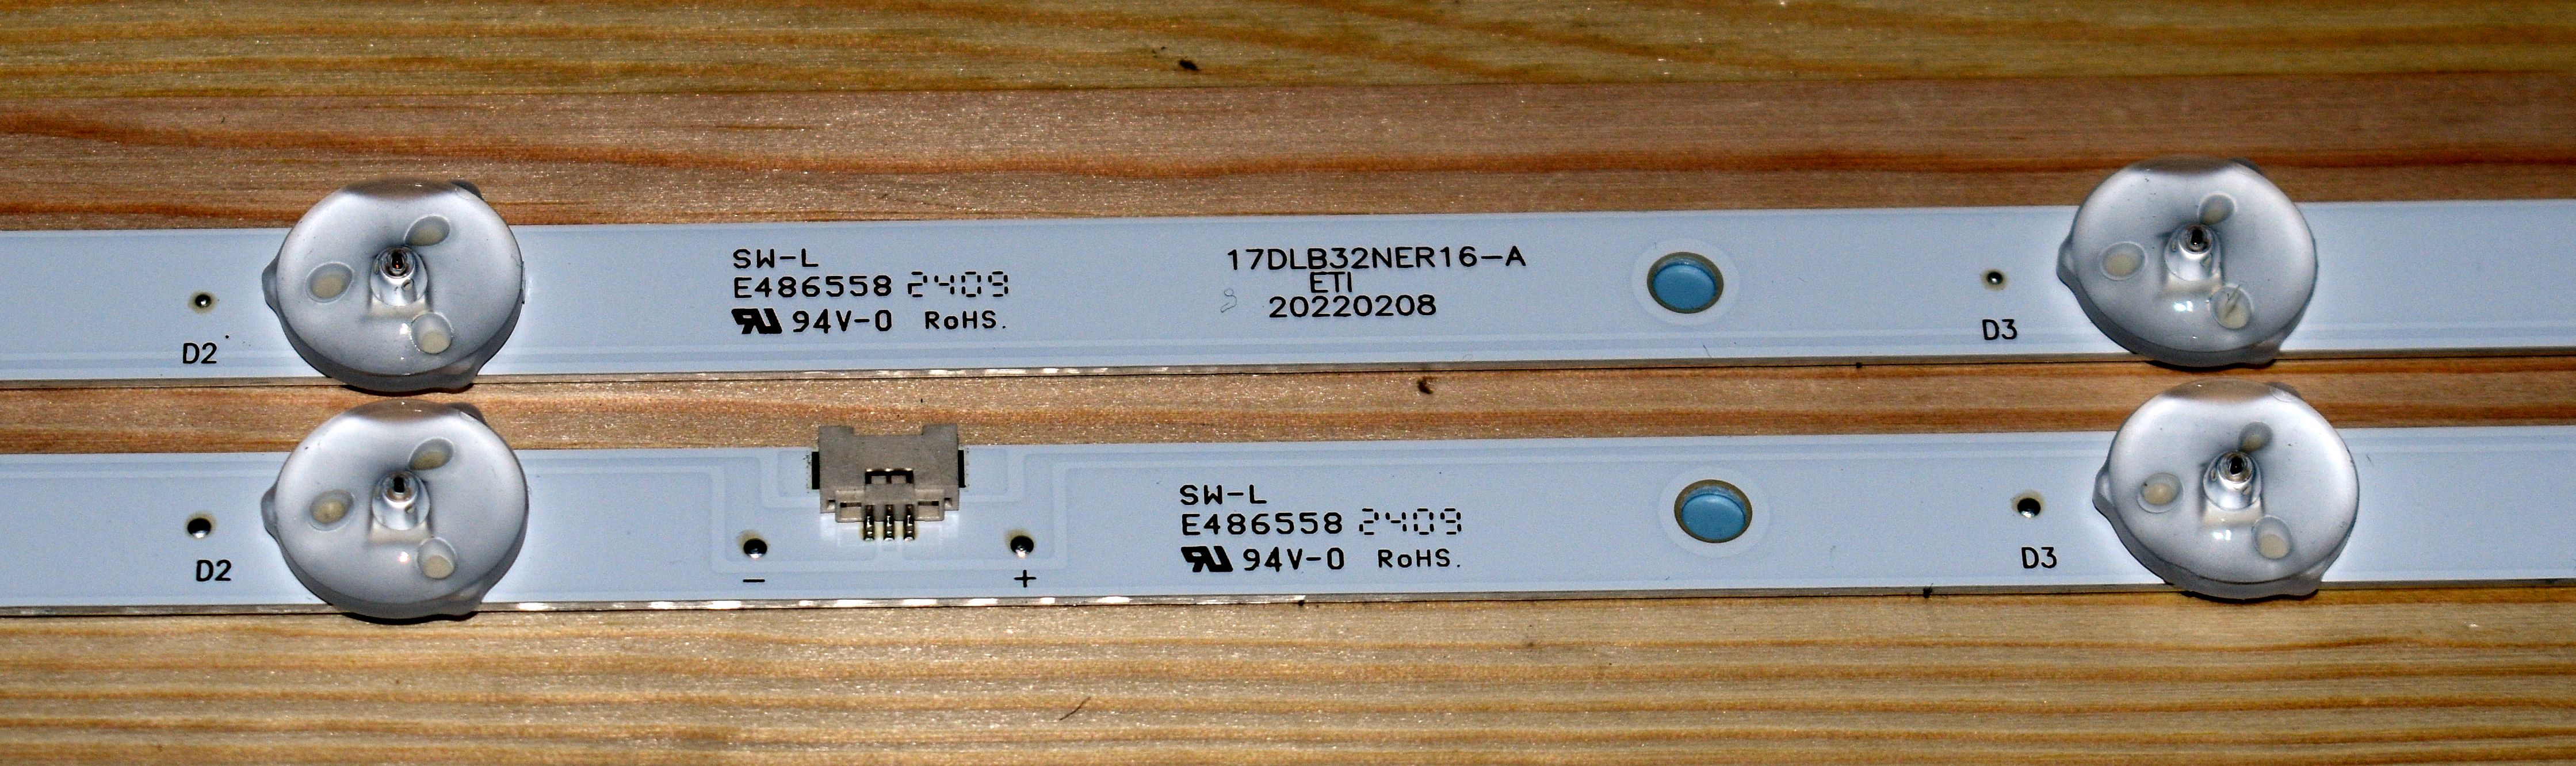 SW-L
E486558 2409
94V-0 RoHS.
17DLB32NER16-A
ETI
20220208
D2
D3
D2
- +
SW-L
E486558 2409
94V-0 RoHS.
D3